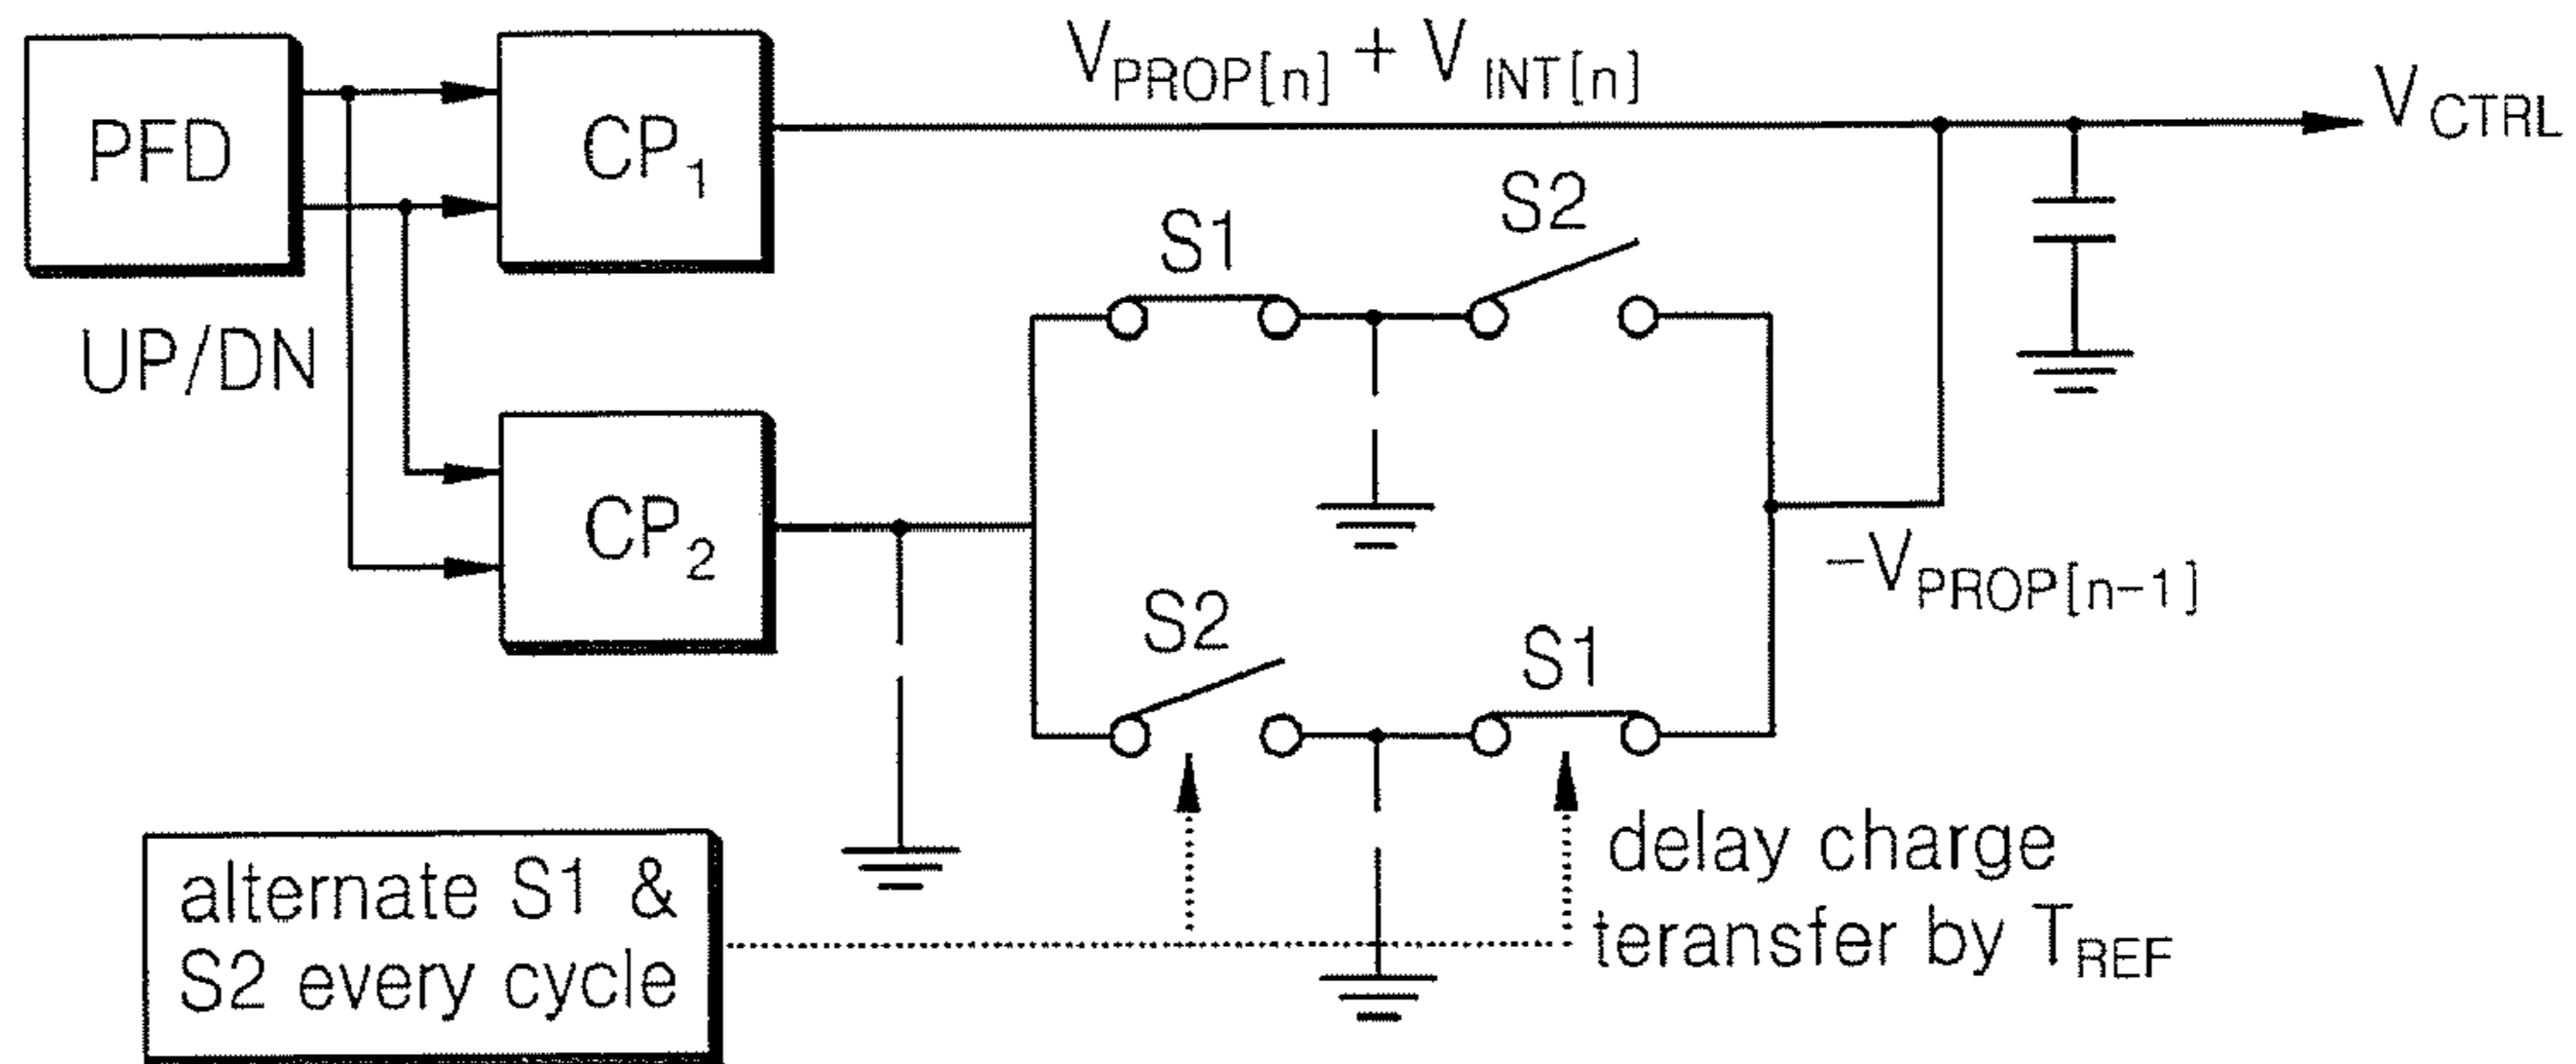 PFD
CP1
VPROP[n] + VINT[n]
VCTRL
UP/DN
S1
S2
CP2
-VPROP[n-1]
S2
S1
alternate S1 &
S2 every cycle
delay charge
teransfer by TREF